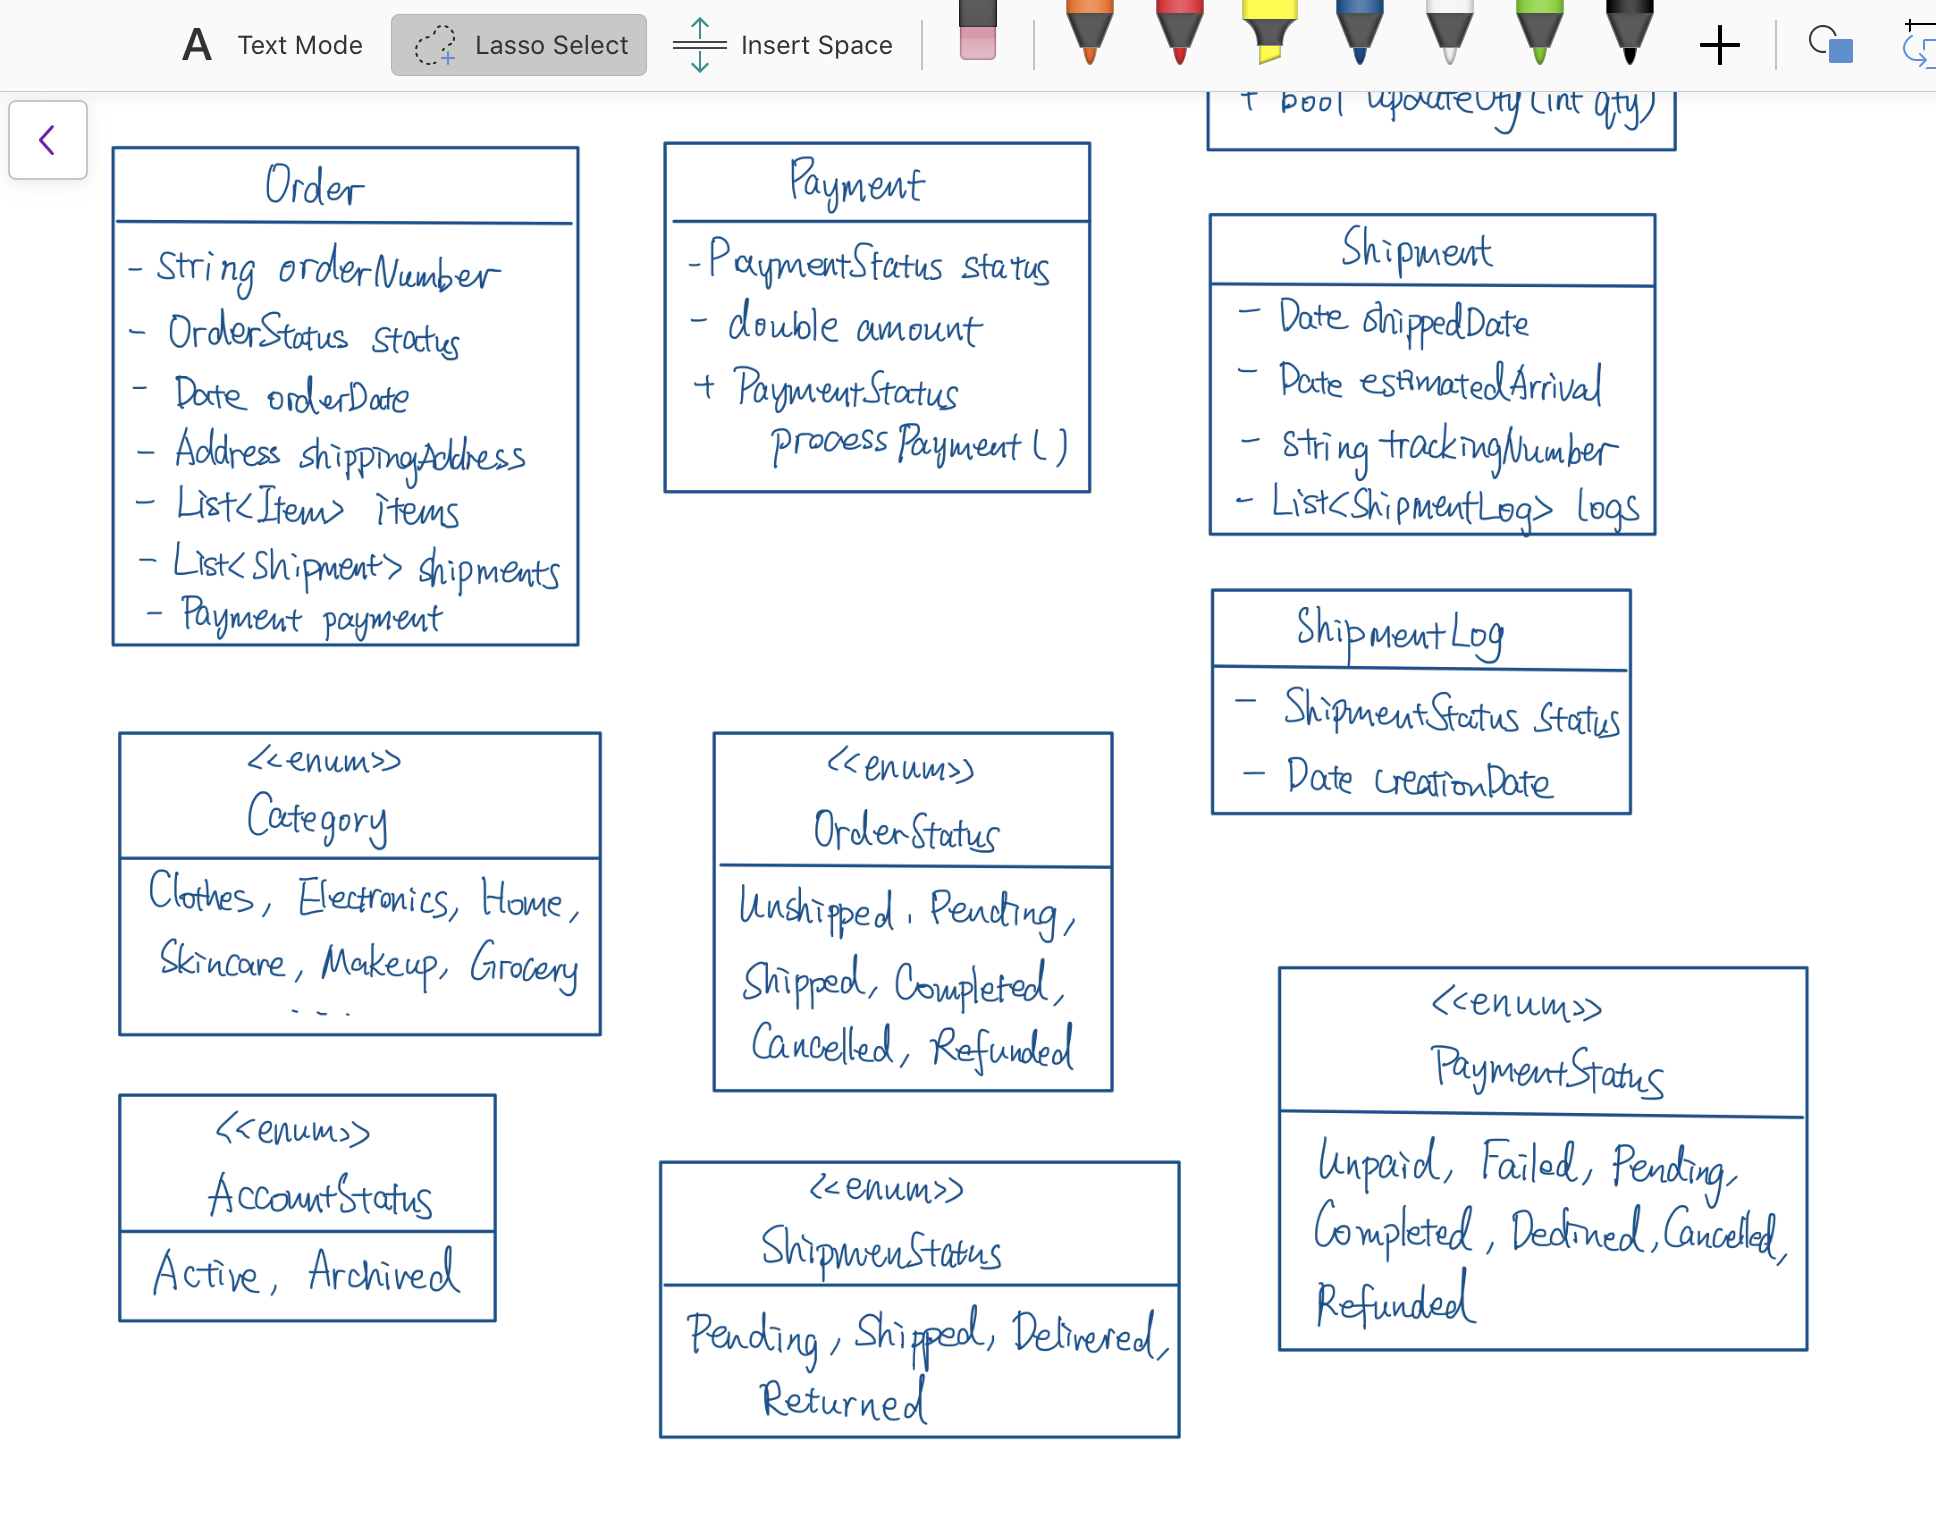 Text Mode
Lasso Select
Insert Space
+ bool updateQty(int qty)
Order
- String orderNumber
- OrderStatus status
- Date orderDate
- Address shippingAddress
- List<Item> items
- List<Shipment> shipments
- Payment payment
Payment
- PaymentStatus status
- double amount
+ PaymentStatus
processPayment()
Shipment
- Date shippedDate
- Date estimatedArrival
- string trackingNumber
- List<ShipmentLog> logs
ShipmentLog
- ShipmentStatus status
- Date creationDate
<<enum>>
Category
Clothes, Electronics, Home,
Skincare, Makeup, Grocery
....
<<enum>>
OrderStatus
Unshipped, Pending,
Shipped, Completed,
Cancelled, Refunded
<<enum>>
AccountStatus
Active, Archived
<<enum>>
ShipmenStatus
Pending, Shipped, Delivered,
Returned
<<enum>>
PaymentStatus
Unpaid, Failed, Pending,
Completed, Declined, Cancelled,
Refunded